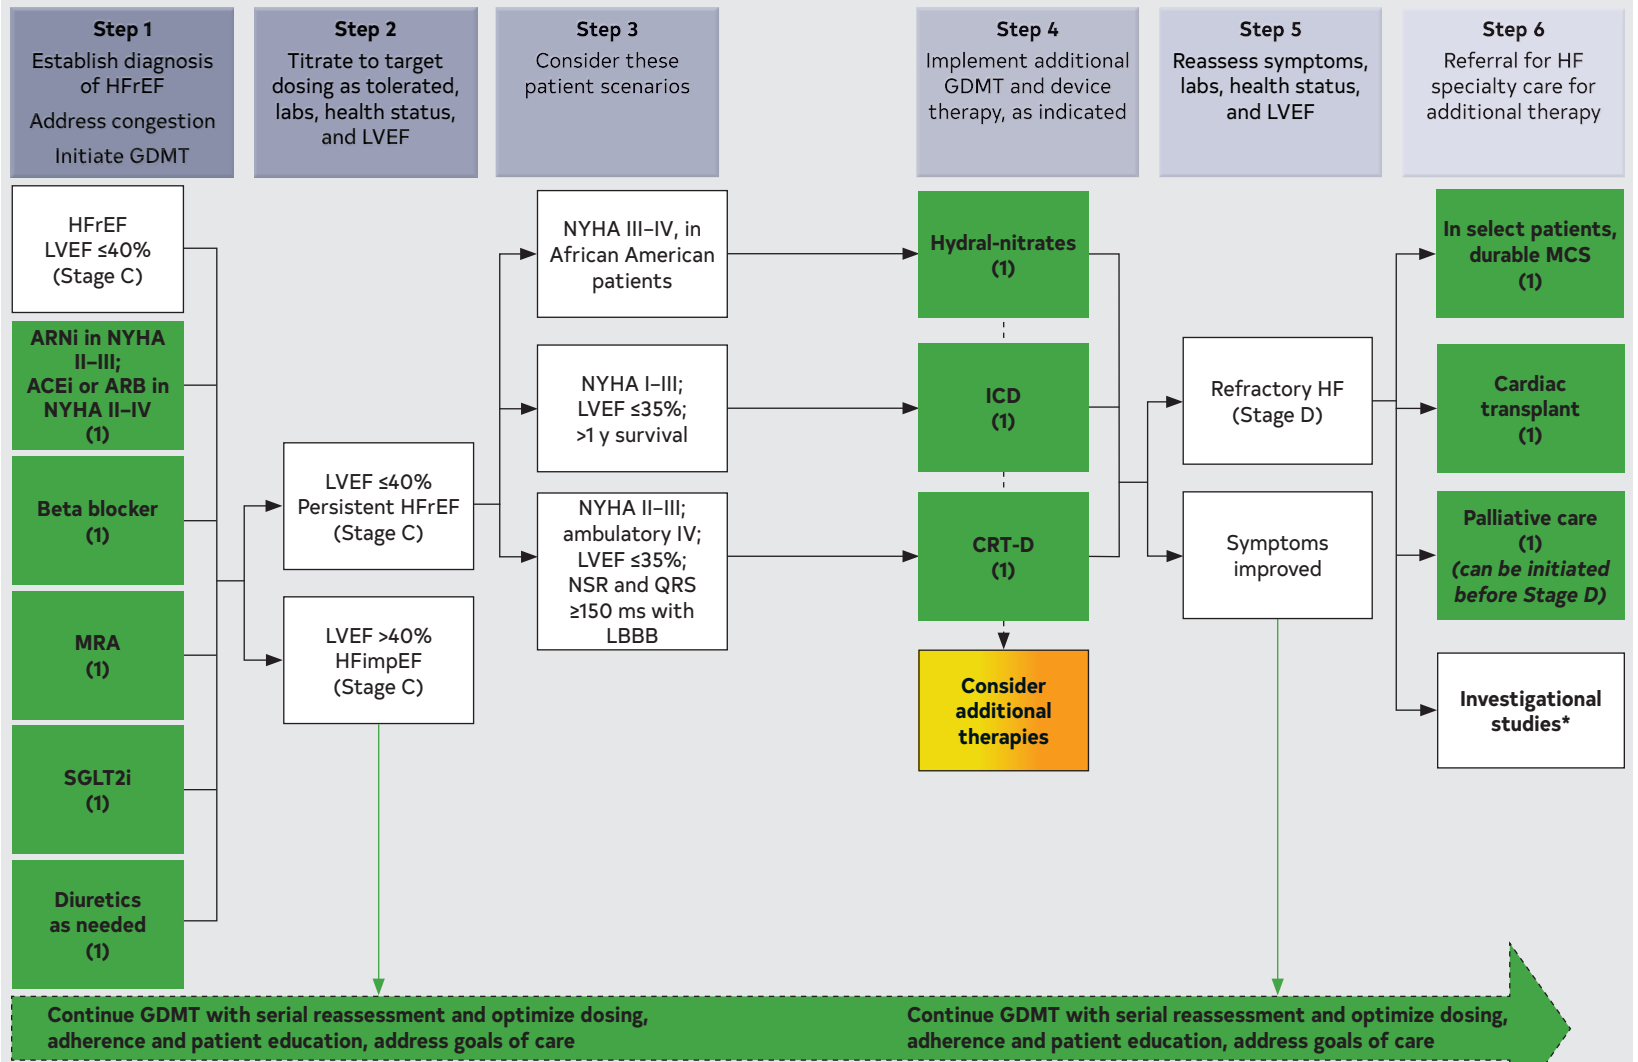 Step 1
Establish diagnosis
of HFrEF
Address congestion
Initiate GDMT
Step 2
Titrate to target
dosing as tolerated,
labs, health status,
and LVEF
Step 3
Consider these
patient scenarios
Step 4
Implement additional
GDMT and device
therapy, as indicated
Step 5
Reassess symptoms,
labs, health status,
and LVEF
Step 6
Referral for HF
specialty care for
additional therapy
HFrEF
LVEF ≤40%
(Stage C)
ARNi in NYHA
II–III;
ACEi or ARB in
NYHA II–IV
(1)
Beta blocker
(1)
MRA
(1)
SGLT2i
(1)
Diuretics
as needed
(1)
LVEF ≤40%
Persistent HFrEF
(Stage C)
LVEF >40%
HFimpEF
(Stage C)
NYHA III–IV, in
African American
patients
NYHA I–III;
LVEF ≤35%;
>1 y survival
NYHA II–III;
ambulatory IV;
LVEF ≤35%;
NSR and QRS
≥150 ms with
LBBB
Hydral-nitrates
(1)
ICD
(1)
CRT-D
(1)
Consider
additional
therapies
Refractory HF
(Stage D)
Symptoms
improved
In select patients,
durable MCS
(1)
Cardiac
transplant
(1)
Palliative care
(1)
(can be initiated
before Stage D)
Investigational
studies*
Continue GDMT with serial reassessment and optimize dosing,
adherence and patient education, address goals of care
Continue GDMT with serial reassessment and optimize dosing,
adherence and patient education, address goals of care